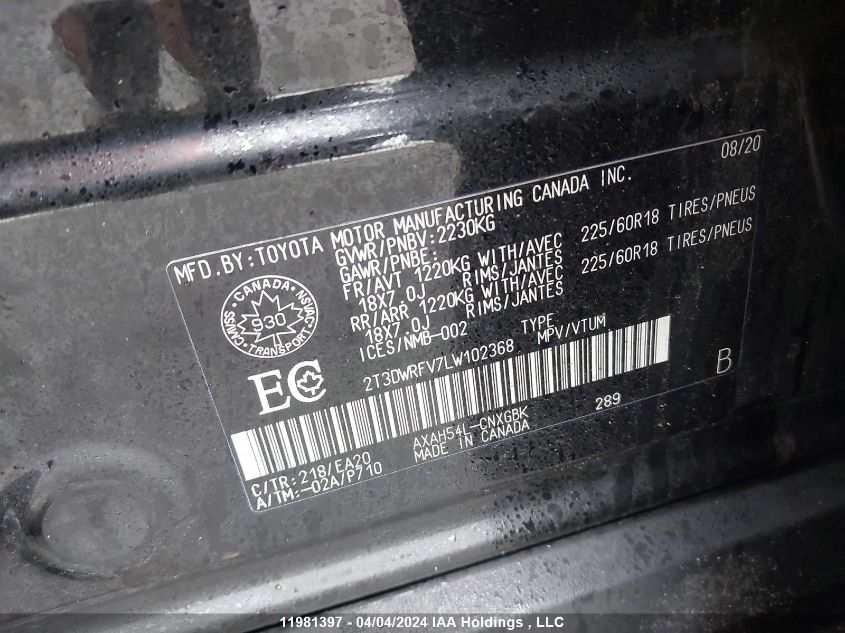 08/20
MFD.BY:TOYOTA MOTOR MANUFACTURING CANADA INC.
GVWR/PNBV:2230KG
GAWR/PNBE:
FR/AVT 1220KG WITH/AVEC 225/60R18 TIRES/PNEUS
18X7.0J RIMS/JANTES
RR/ARR 1220KG WITH/AVEC 225/60R18 TIRES/PNEUS
18X7.0J RIMS/JANTES
ICES/NMB-002 TYPE
MPV/VTUM
CANADA
NSVAC
930
CMVSS
TRANSPORT
EC
2T3DWRFV7LW102368
B
289
C/TR:218/EA20 AXAH54L-CNXGBK
A/TM:-02A/P710 MADE IN CANADA
11981397 - 04/04/2024 IAA Holdings , LLC